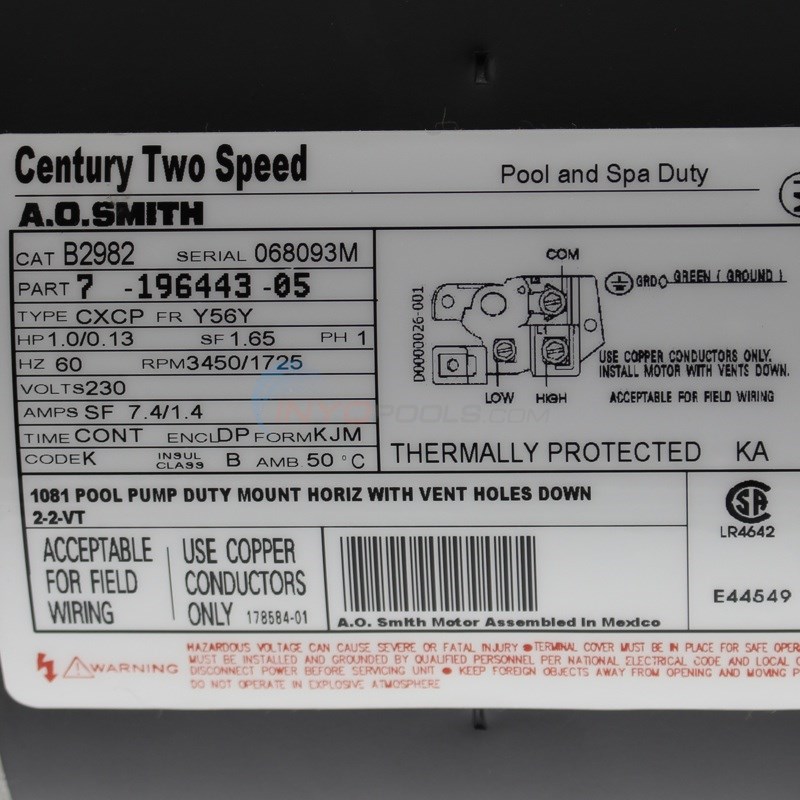 Century Two Speed
Pool and Spa Duty
A.O.SMITH
CAT B2982 SERIAL 068093M
PART 7 -196443 -05
TYPE CXCP FR Y56Y
HP 1.0/0.13 SF 1.65 PH 1
HZ 60 RPM 3450/1725
VOLTS 230
AMPS SF 7.4/1.4
TIME CONT ENCL DP FORM KJM
CODE K INSUL CLASS B AMB 50 °C
COM
GRD GREEN ( GROUND )
D0000026-001
LOW HIGH
USE COPPER CONDUCTORS ONLY.
INSTALL MOTOR WITH VENTS DOWN.
ACCEPTABLE FOR FIELD WIRING
INYOPOOLS.COM
THERMALLY PROTECTED KA
1081 POOL PUMP DUTY MOUNT HORIZ WITH VENT HOLES DOWN
2-2-VT
ACCEPTABLE
FOR FIELD
WIRING
USE COPPER
CONDUCTORS
ONLY 178584-01
A.O. Smith Motor Assembled In Mexico
LR4642
E44549
WARNING
HAZARDOUS VOLTAGE CAN CAUSE SEVERE OR FATAL INJURY ● TERMINAL COVER MUST BE IN PLACE FOR SAFE
MUST BE INSTALLED AND GROUNDED BY QUALIFIED PERSONNEL PER NATIONAL ELECTRICAL CODE AND LOCAL
DISCONNECT POWER BEFORE SERVICING UNIT ● KEEP FOREIGN OBJECTS AWAY FROM OPENING AND MOVING
DO NOT OPERATE IN EXPLOSIVE ATMOSPHERE